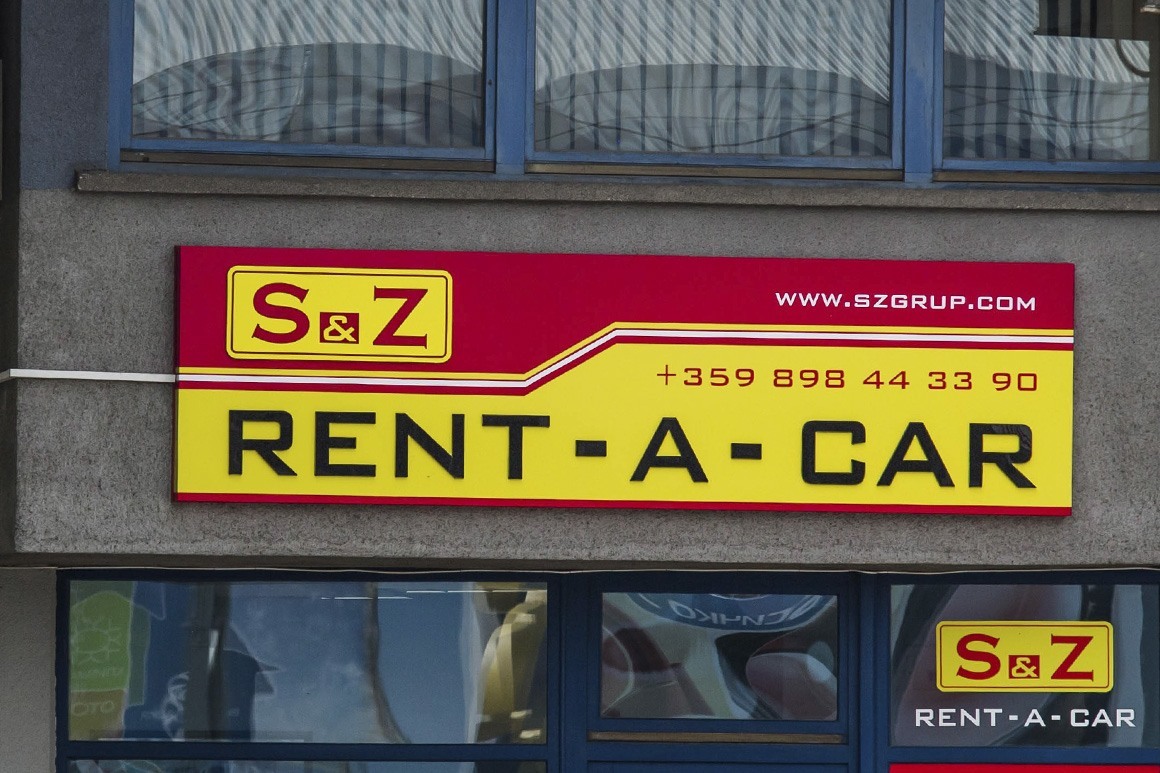 S&Z
WWW.SZGRUP.COM
+359 898 44 33 90
RENT-A-CAR
S&Z
RENT-A-CAR